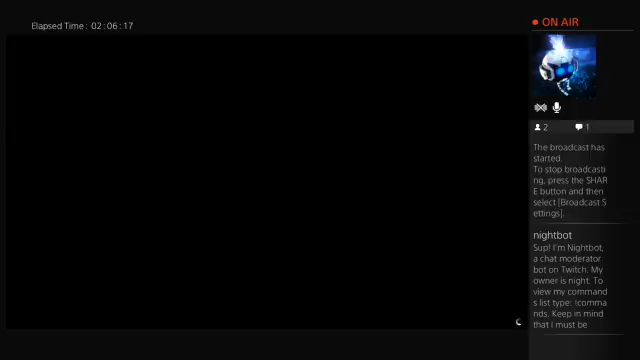 Elapsed Time : 02:06:17
ON AIR
2
1
The broadcast has
started.
To stop broadcasti
ng, press the SHAR
E button and then
select [Broadcast S
ettings].
nightbot
Sup! I'm Nightbot,
a chat moderator
bot on Twitch. My
owner is night. To
view my command
s list type: !comma
nds. Keep in mind
that I must be